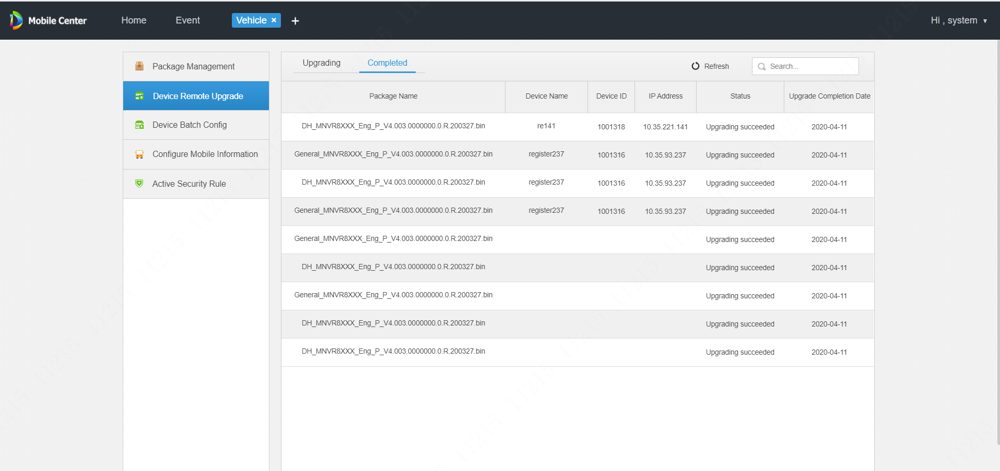 Mobile Center Home Event Vehicle × + Hi , system ▼
Package Management
Device Remote Upgrade
Device Batch Config
Configure Mobile Information
Active Security Rule
Upgrading Completed Refresh Search...
Package Name Device Name Device ID IP Address Status Upgrade Completion Date
DH_MNVR8XXX_Eng_P_V4.003.0000000.0.R.200327.bin re141 1001318 10.35.221.141 Upgrading succeeded 2020-04-11
General_MNVR8XXX_Eng_P_V4.003.0000000.0.R.200327.bin register237 1001316 10.35.93.237 Upgrading succeeded 2020-04-11
DH_MNVR8XXX_Eng_P_V4.003.0000000.0.R.200327.bin register237 1001316 10.35.93.237 Upgrading succeeded 2020-04-11
General_MNVR8XXX_Eng_P_V4.003.0000000.0.R.200327.bin register237 1001316 10.35.93.237 Upgrading succeeded 2020-04-11
General_MNVR8XXX_Eng_P_V4.003.0000000.0.R.200327.bin Upgrading succeeded 2020-04-11
DH_MNVR8XXX_Eng_P_V4.003.0000000.0.R.200327.bin Upgrading succeeded 2020-04-11
General_MNVR8XXX_Eng_P_V4.003.0000000.0.R.200327.bin Upgrading succeeded 2020-04-11
DH_MNVR8XXX_Eng_P_V4.003.0000000.0.R.200327.bin Upgrading succeeded 2020-04-11
DH_MNVR8XXX_Eng_P_V4.003.0000000.0.R.200327.bin Upgrading succeeded 2020-04-11